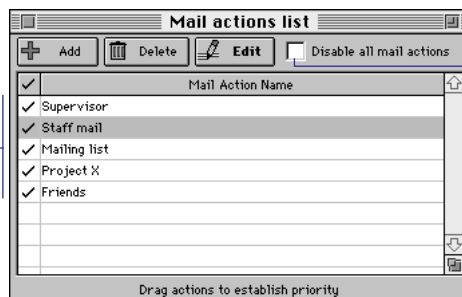 Mail actions list
Add Delete Edit Disable all mail actions
Mail Action Name
Supervisor
Staff mail
Mailing list
Project X
Friends
Drag actions to establish priority